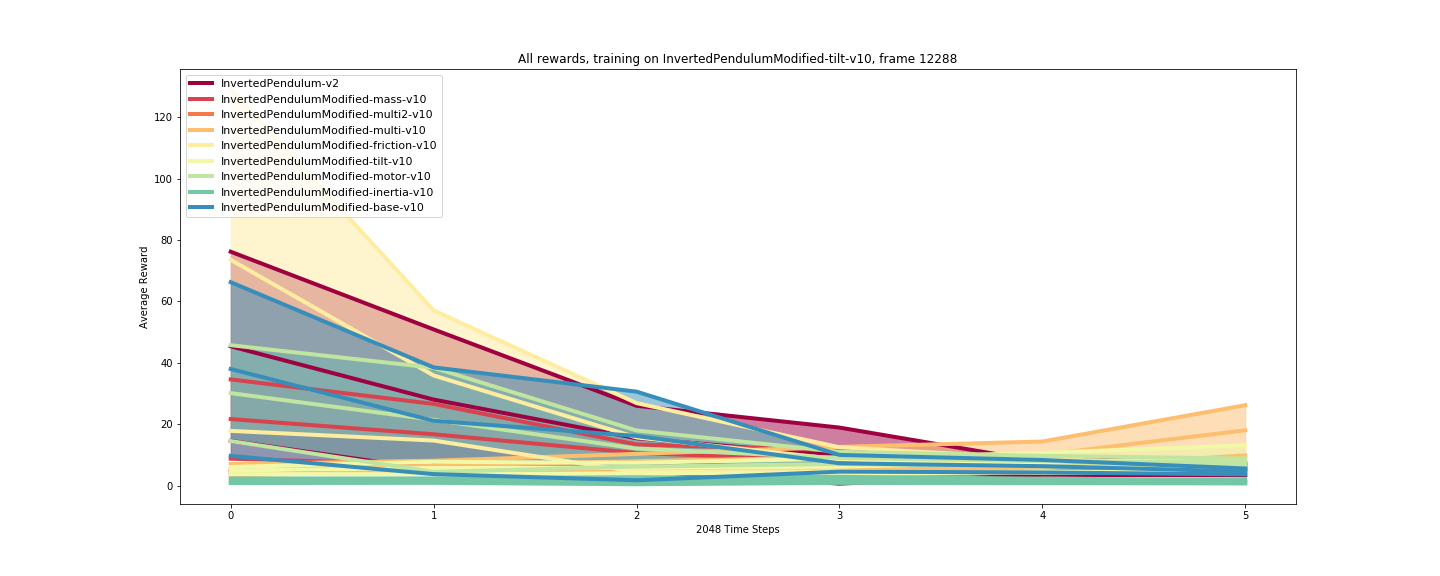 All rewards, training on InvertedPendulumModified-tilt-v10, frame 12288
InvertedPendulum-v2
InvertedPendulumModified-mass-v10
InvertedPendulumModified-multi2-v10
InvertedPendulumModified-multi-v10
InvertedPendulumModified-friction-v10
InvertedPendulumModified-tilt-v10
InvertedPendulumModified-motor-v10
InvertedPendulumModified-inertia-v10
InvertedPendulumModified-base-v10
120
100
80
60
40
20
0
Average Reward
0 1 2 3 4 5
2048 Time Steps